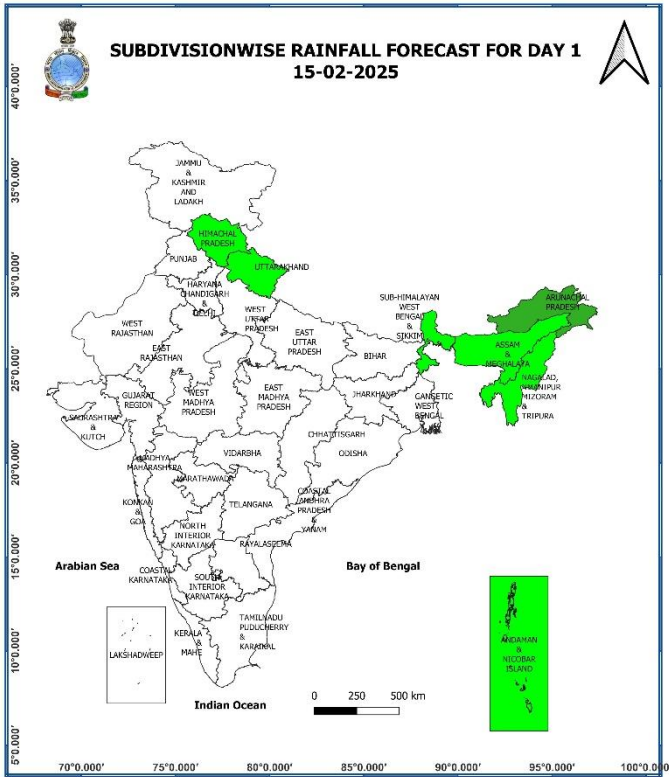 SUBDIVISIONWISE RAINFALL FORECAST FOR DAY 1
15-02-2025
JAMMU
&
KASHMIR
AND
LADAKH
HIMACHAL
PRADESH
PUNJAB
UTTARAKHAND
HARYANA
CHANDIGARH
&
DELHI
WEST
UTTAR
PRADESH
EAST
UTTAR
PRADESH
SUB-HIMALAYAN
WEST
BENGAL
&
SIKKIM
ARUNACHAL
PRADESH
WEST
RAJASTHAN
EAST
RAJASTHAN
BIHAR
ASSAM
&
MEGHALAYA
NAGALAD,
MANIPUR
MIZORAM
&
TRIPURA
GUJARAT
REGION
WEST
MADHYA
PRADESH
EAST
MADHYA
PRADESH
JHARKHAND
GANGETIC
WEST
BENGAL
SAURASHTRA
&
KUTCH
CHHATTISGARH
ODISHA
MADHYA
MAHARASHTRA
VIDARBHA
MARATHAWADA
KONKAN
&
GOA
TELANGANA
COASTAL
ANDHRA
PRADESH
&
YANAM
NORTH
INTERIOR
KARNATAKA
RAYALASEEMA
COASTAL
KARNATAKA
SOUTH
INTERIOR
KARNATAKA
Arabian Sea
Bay of Bengal
KERALA
&
MAHE
TAMILNADU
PUDUCHERRY
&
KARAIKAL
LAKSHADWEEP
ANDAMAN
&
NICOBAR
ISLAND
Indian Ocean
0 250 500 km
40°0.000'
35°0.000'
30°0.000'
25°0.000'
20°0.000'
15°0.000'
10°0.000'
5°0.000'
70°0.000' 75°0.000' 80°0.000' 85°0.000' 90°0.000' 95°0.000' 100°0.000'